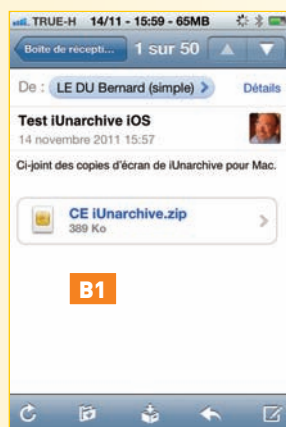 TRUE-H 14/11 - 15:59 - 65MB
Boîte de récepti... 1 sur 50
De : LE DU Bernard (simple) Détails
Test iUnarchive iOS
14 novembre 2011 15:57
Ci-joint des copies d'écran de iUnarchive pour Mac.
CE iUnarchive.zip
389 Ko
B1